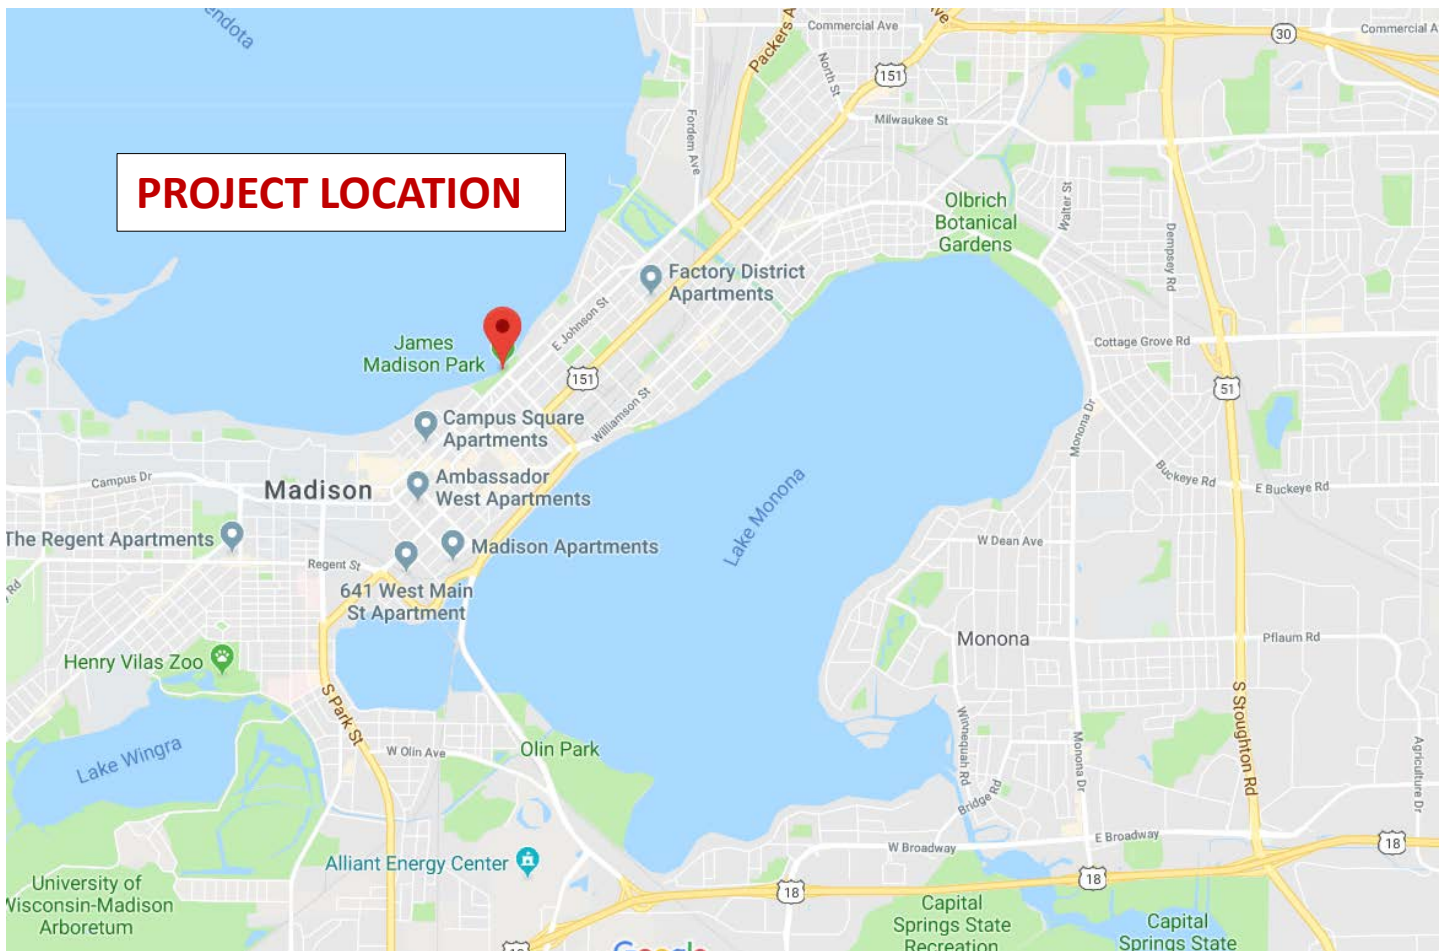 endota
Packers A
Commercial Ave
ve
30
Commercial A
North St
151
Fordem Ave
Milwaukee St
PROJECT LOCATION
Walter St
Olbrich
Botanical
Gardens
Dempsey Rd
Factory District
Apartments
E Johnson St
James
Madison Park
Cottage Grove Rd
151
51
Williamson St
Monona Dr
Campus Square
Apartments
Campus Dr
Madison
Ambassador
West Apartments
Lake Monona
Buckeye Rd
E Buckeye Rd
The Regent Apartments
Madison Apartments
W Dean Ave
Regent St
y Rd
641 West Main
St Apartment
Monona
Pflaum Rd
Henry Vilas Zoo
S Park St
S Stoughton Rd
Winnequah Rd
Monona Dr
Agriculture Dr
Lake Wingra
W Olin Ave
Olin Park
Bridge Rd
E Broadway
W Broadway
18
Alliant Energy Center
18
18
University of
Wisconsin-Madison
Arboretum
Capital
Springs State
Recreation
Capital
Springs State
18
Google